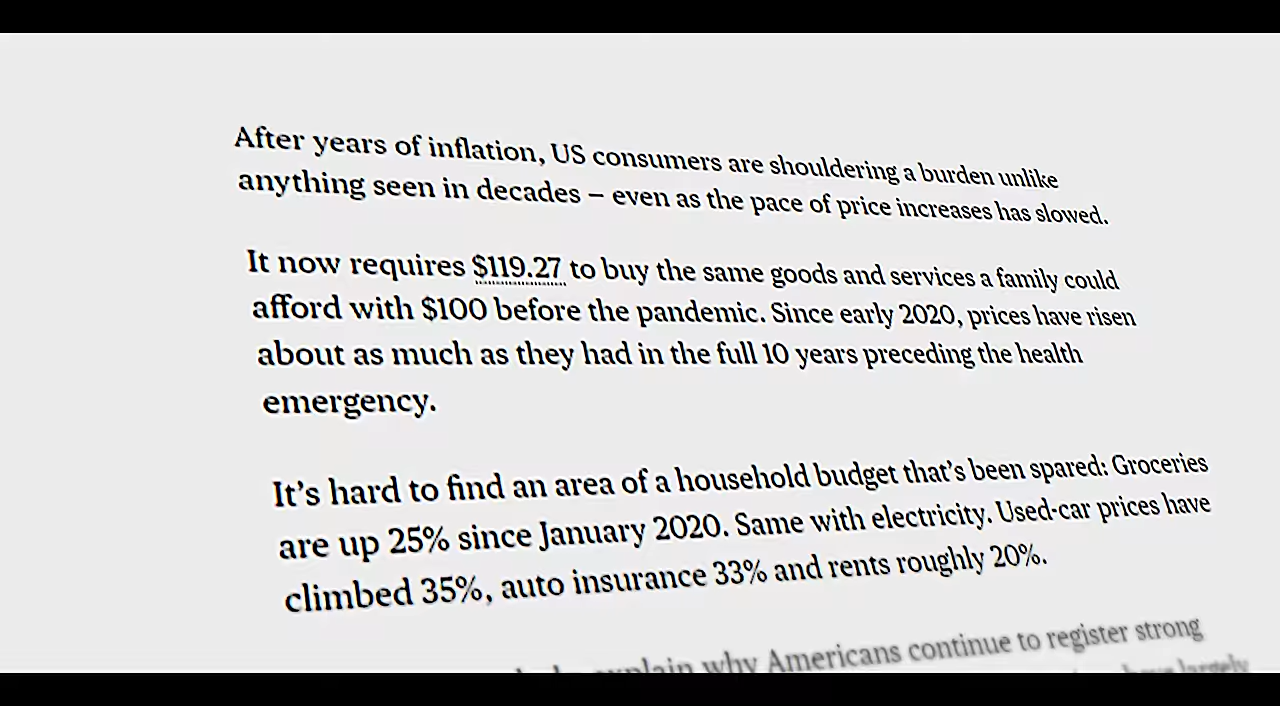 After years of inflation, US consumers are shouldering a burden unlike
anything seen in decades — even as the pace of price increases has slowed.
It now requires $119.27 to buy the same goods and services a family could
afford with $100 before the pandemic. Since early 2020, prices have risen
about as much as they had in the full 10 years preceding the health
emergency.
It's hard to find an area of a household budget that's been spared: Groceries
are up 25% since January 2020. Same with electricity. Used-car prices have
climbed 35%, auto insurance 33% and rents roughly 20%.
explain why Americans continue to register strong
have largely